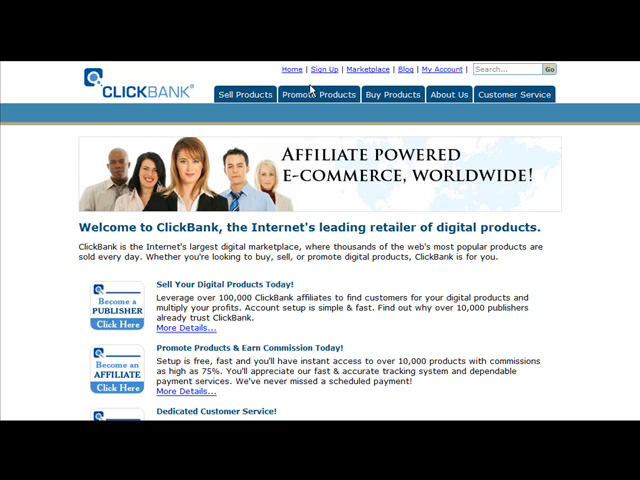 Home | Sign Up | Marketplace | Blog | My Account | Search... Go
CLICKBANK®
Sell Products Promote Products Buy Products About Us Customer Service
AFFILIATE POWERED
E-COMMERCE, WORLDWIDE!
Welcome to ClickBank, the Internet's leading retailer of digital products.
ClickBank is the Internet's largest digital marketplace, where thousands of the web's most popular products are
sold every day. Whether you're looking to buy, sell, or promote digital products, ClickBank is for you.
Become a
PUBLISHER
Click Here
Sell Your Digital Products Today!
Leverage over 100,000 ClickBank affiliates to find customers for your digital products and
multiply your profits. Account setup is simple & fast. Find out why over 10,000 publishers
already trust ClickBank.
More Details...
Become an
AFFILIATE
Click Here
Promote Products & Earn Commission Today!
Setup is free, fast and you'll have instant access to over 10,000 products with commissions
as high as 75%. You'll appreciate our fast & accurate tracking system and dependable
payment services. We've never missed a scheduled payment!
More Details...
Dedicated Customer Service!